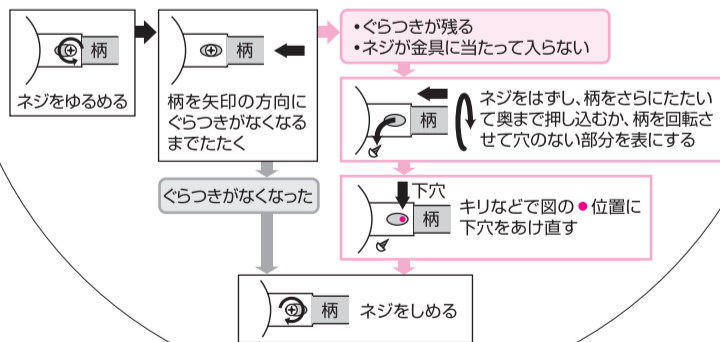 柄
ネジをゆるめる
柄
柄を矢印の方向に
ぐらつきがなくなる
までたたく
•ぐらつきが残る
•ネジが金具に当たって入らない
柄
ネジをはずし、柄をさらにたたい
て奥まで押し込むか、柄を回転さ
せて穴のない部分を表にする
ぐらつきがなくなった
下穴
柄
キリなどで図の●位置に
下穴をあけ直す
柄
ネジをしめる